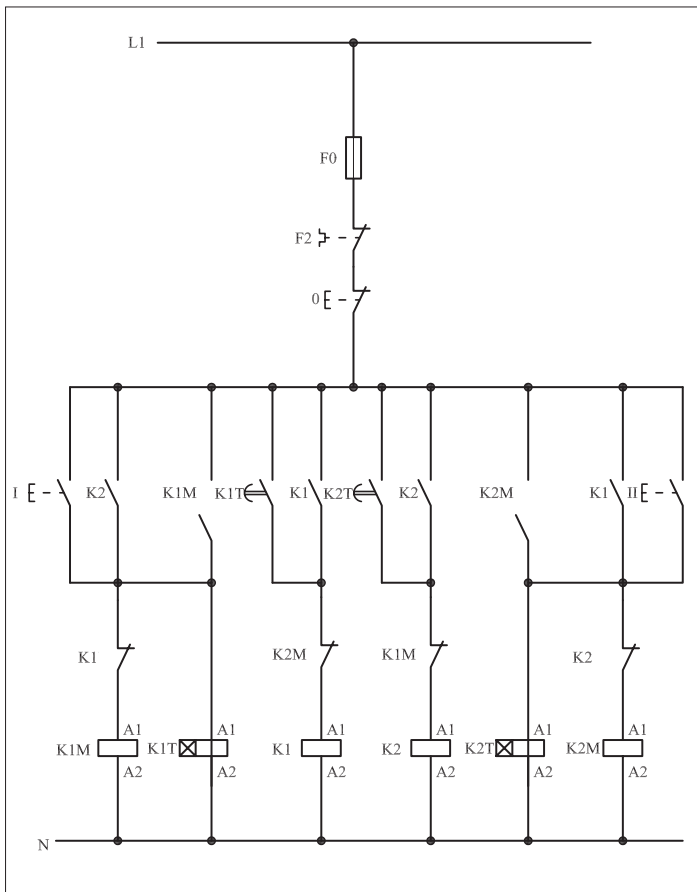 L1
F0
F2
0
I K2 K1M K1T K1 K2T K2 K2M K1 II
K1 K2M K1M K2
A1 A1 A1 A1 A1 A1
K1M K1T K1 K2 K2T K2M
A2 A2 A2 A2 A2 A2
N